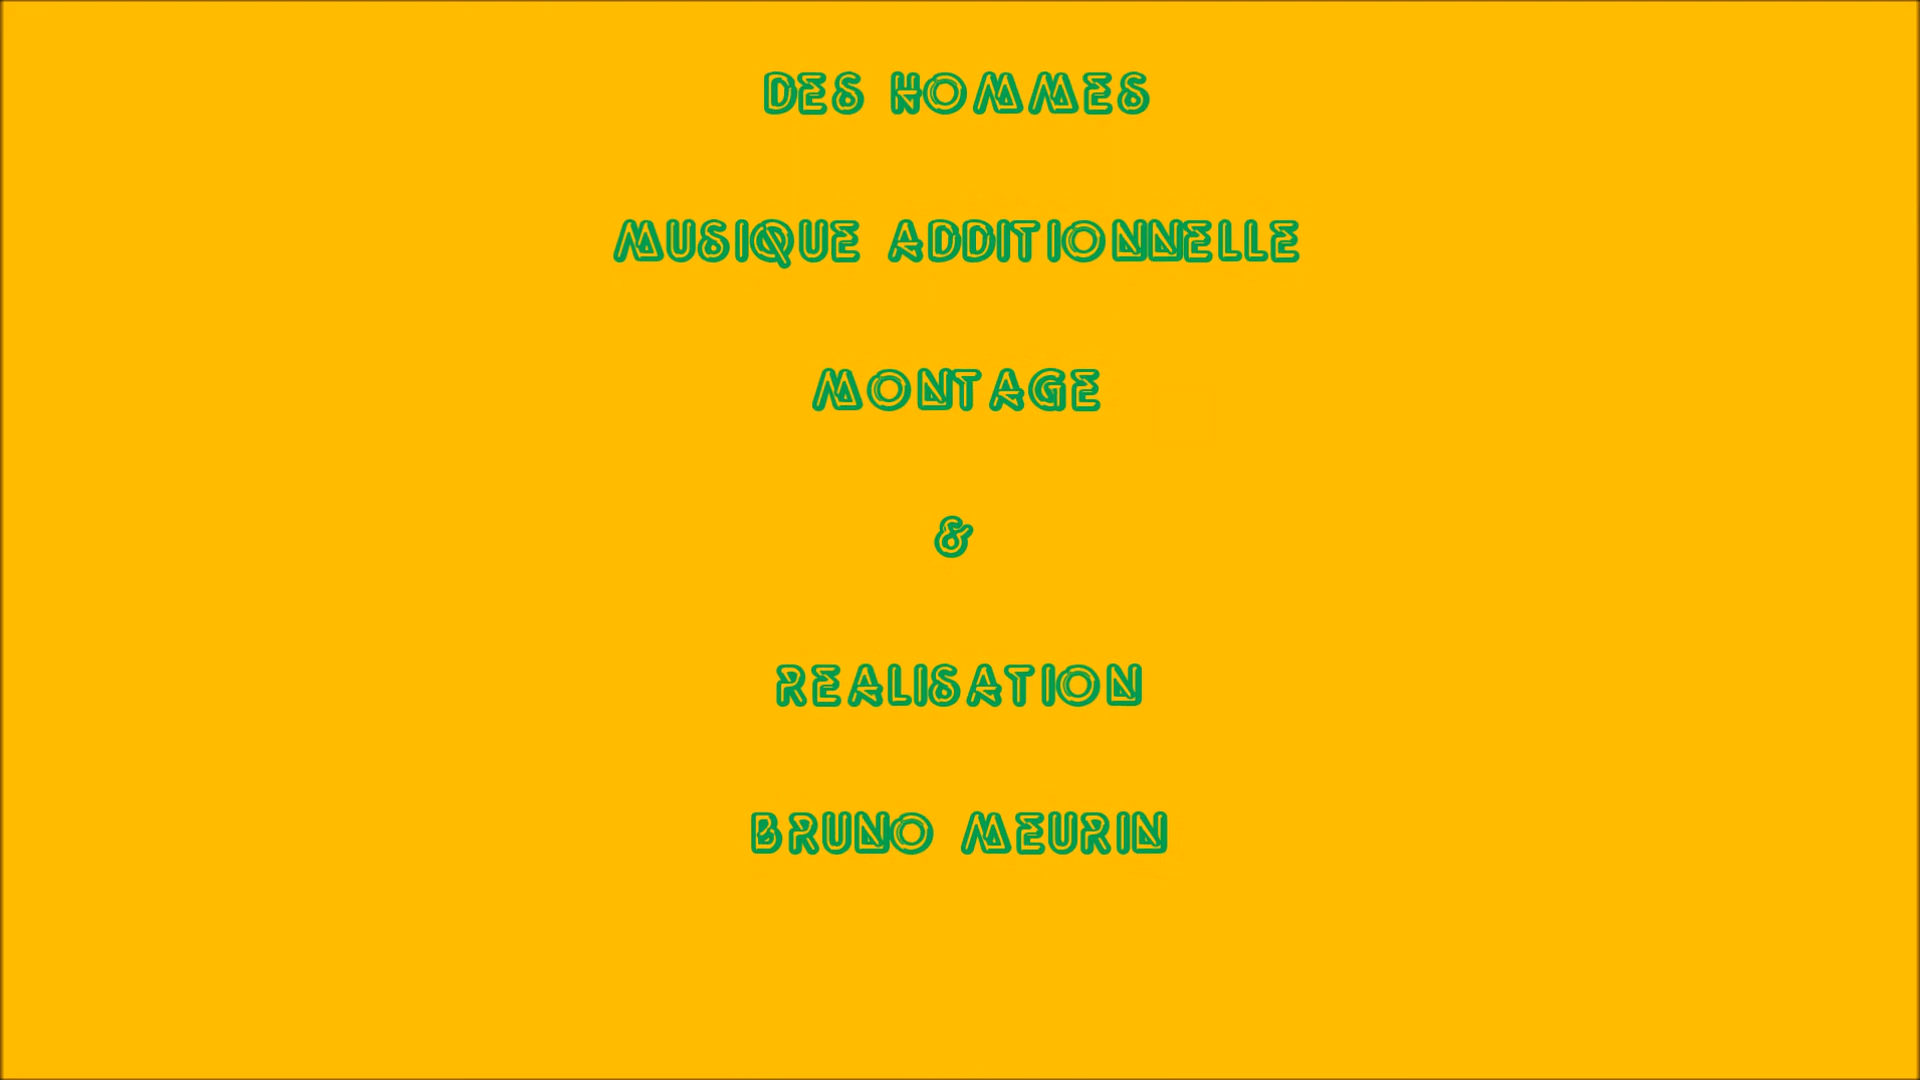 DES HOMMES
MUSIQUE ADDITIONNELLE
MONTAGE
&
REALISATION
BRUNO MEURIN